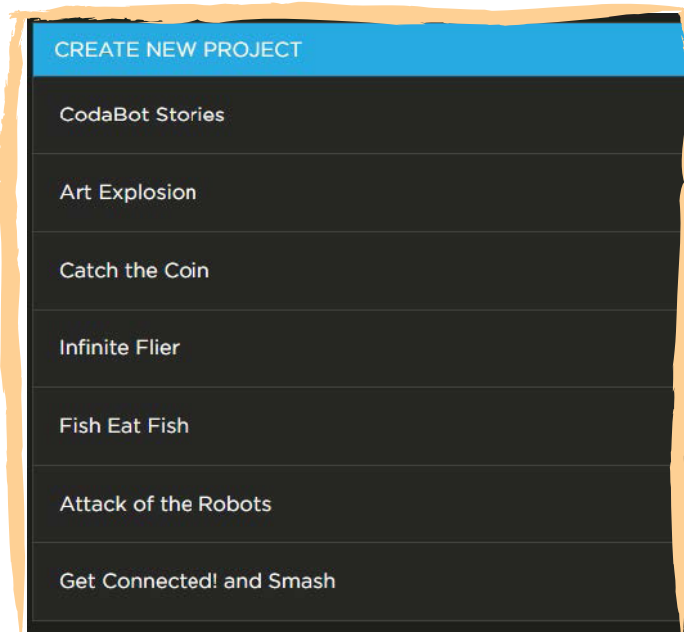 CREATE NEW PROJECT
CodaBot Stories
Art Explosion
Catch the Coin
Infinite Flier
Fish Eat Fish
Attack of the Robots
Get Connected! and Smash